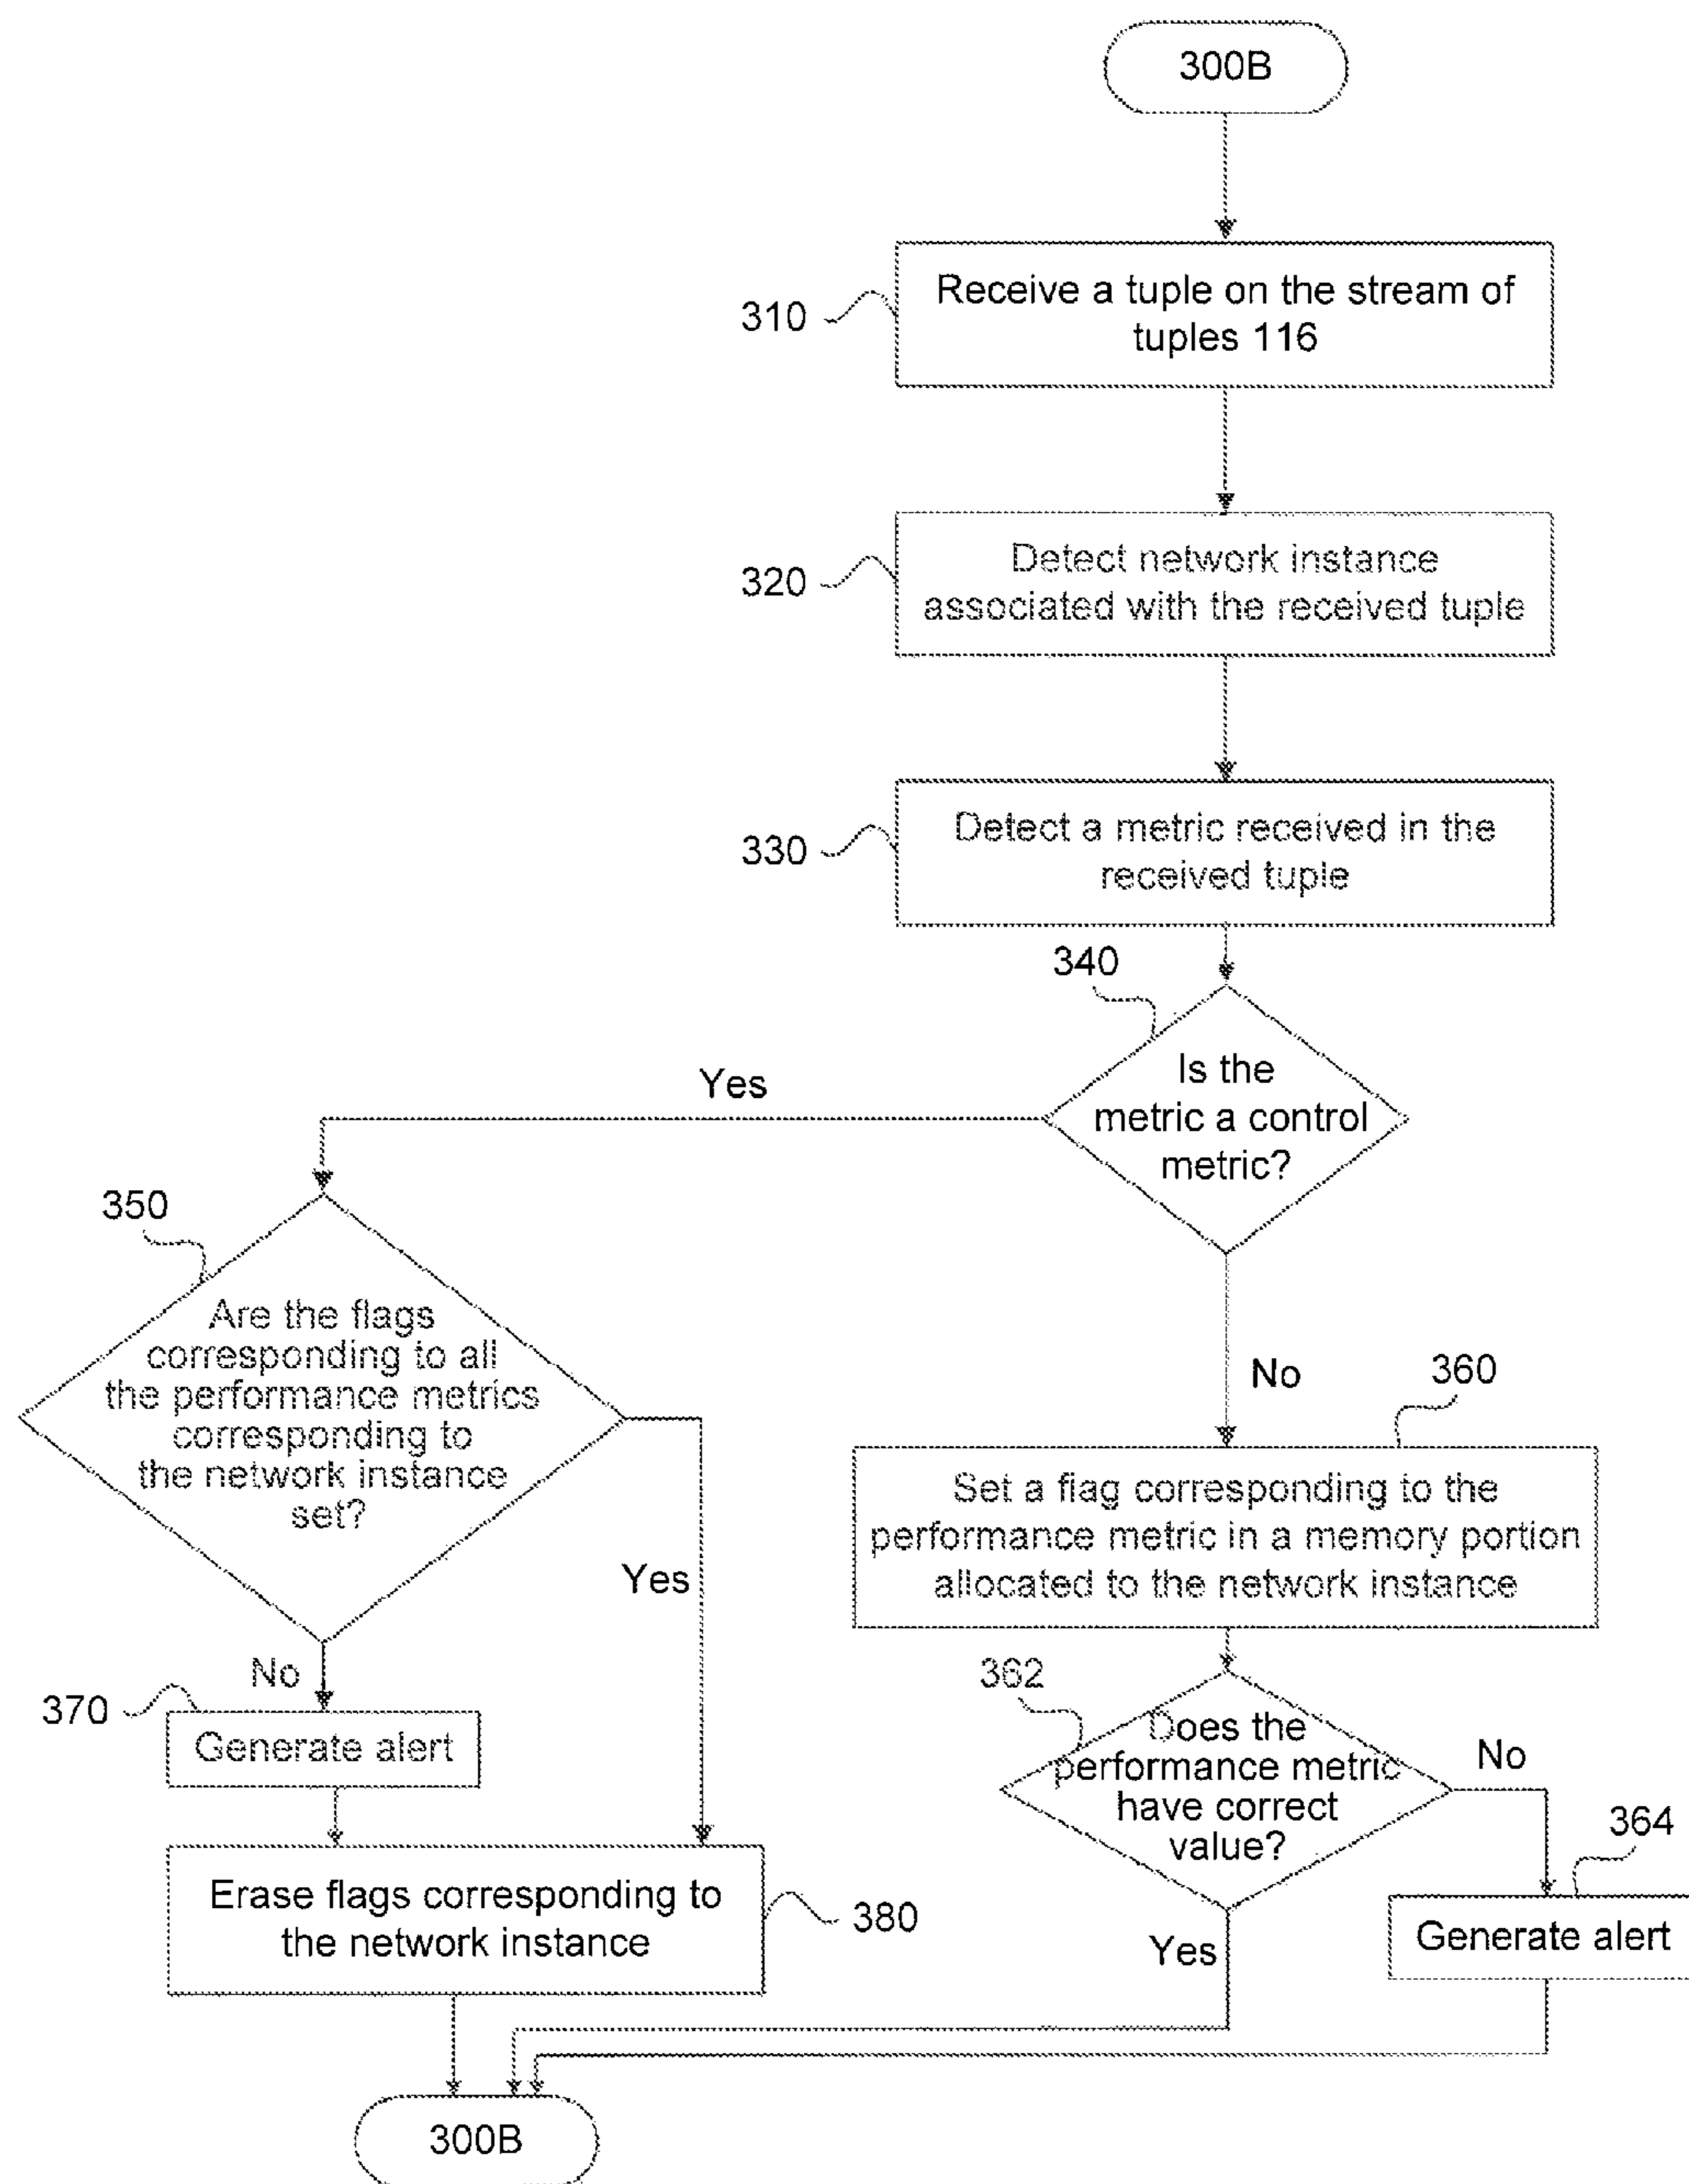 300B
310
Receive a tuple on the stream of
tuples 116
320
Detect network instance
associated with the received tuple
330
Detect a metric received in the
received tuple
340
Is the
metric a control
metric?
Yes
350
Are the flags
corresponding to all
the performance metrics
corresponding to
the network instance
set?
No
360
Set a flag corresponding to the
performance metric in a memory portion
allocated to the network instance
Yes
No
370
Generate alert
362
Does the
performance metric
have correct
value?
No
364
Generate alert
Erase flags corresponding to
the network instance
380
Yes
300B